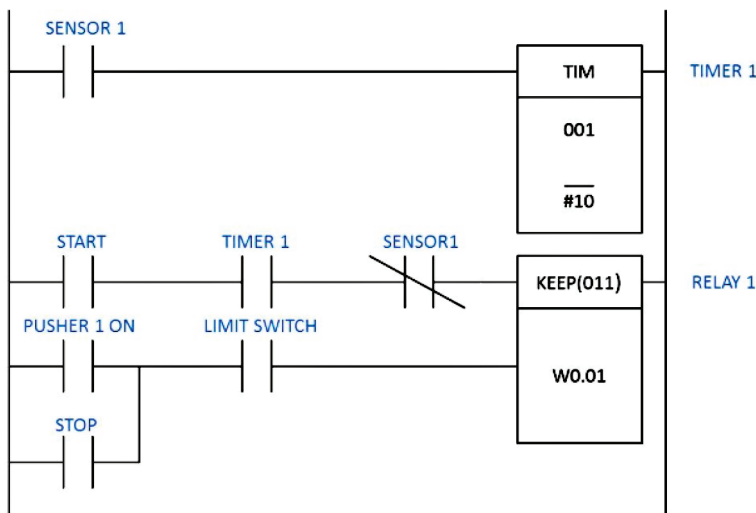 SENSOR 1
TIM
TIMER 1
001
#10
START
TIMER 1
SENSOR1
KEEP(011)
RELAY 1
PUSHER 1 ON
LIMIT SWITCH
W0.01
STOP